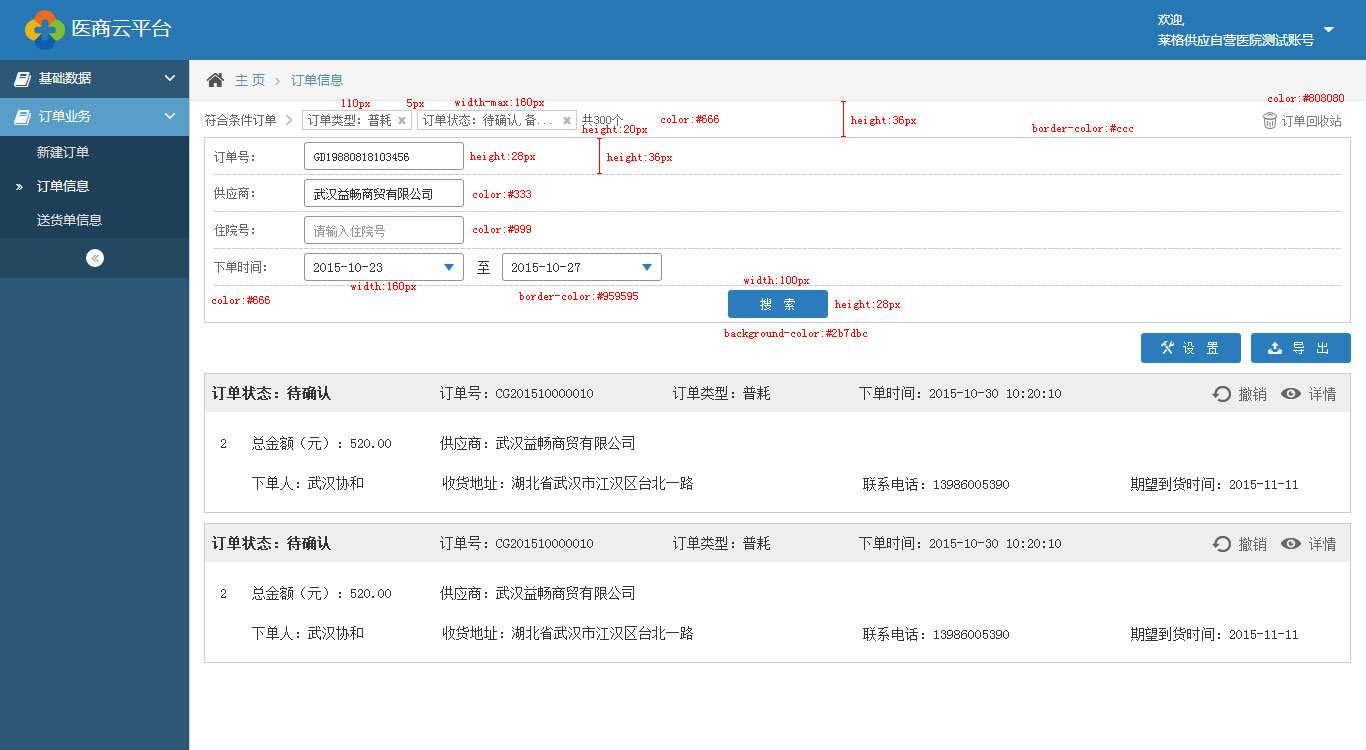 医商云平台
欢迎,
莱格供应自营医院测试账号
基础数据
订单业务
新建订单
» 订单信息
送货单信息
主 页 > 订单信息
110px 5px width-max:160px color:#808080
符合条件订单 > 订单类型: 普耗 × 订单状态: 待确认,备... × 共300个 color:#666 height:36px 订单回收站
height:20px border-color:#ccc
订单号: GD19880818103456 height:28px height:36px
供应商: 武汉益畅商贸有限公司 color:#333
住院号: 请输入住院号 color:#999
下单时间: 2015-10-23 至 2015-10-27
width:160px width:100px
color:#666 border-color:#959595 搜 索 height:28px
background-color:#2b7dbc
设 置 导 出
订单状态: 待确认 订单号: CG201510000010 订单类型: 普耗 下单时间: 2015-10-30 10:20:10 撤销 详情
2 总金额（元）: 520.00 供应商: 武汉益畅商贸有限公司
下单人: 武汉协和 收货地址: 湖北省武汉市江汉区台北一路 联系电话: 13986005390 期望到货时间: 2015-11-11
订单状态: 待确认 订单号: CG201510000010 订单类型: 普耗 下单时间: 2015-10-30 10:20:10 撤销 详情
2 总金额（元）: 520.00 供应商: 武汉益畅商贸有限公司
下单人: 武汉协和 收货地址: 湖北省武汉市江汉区台北一路 联系电话: 13986005390 期望到货时间: 2015-11-11